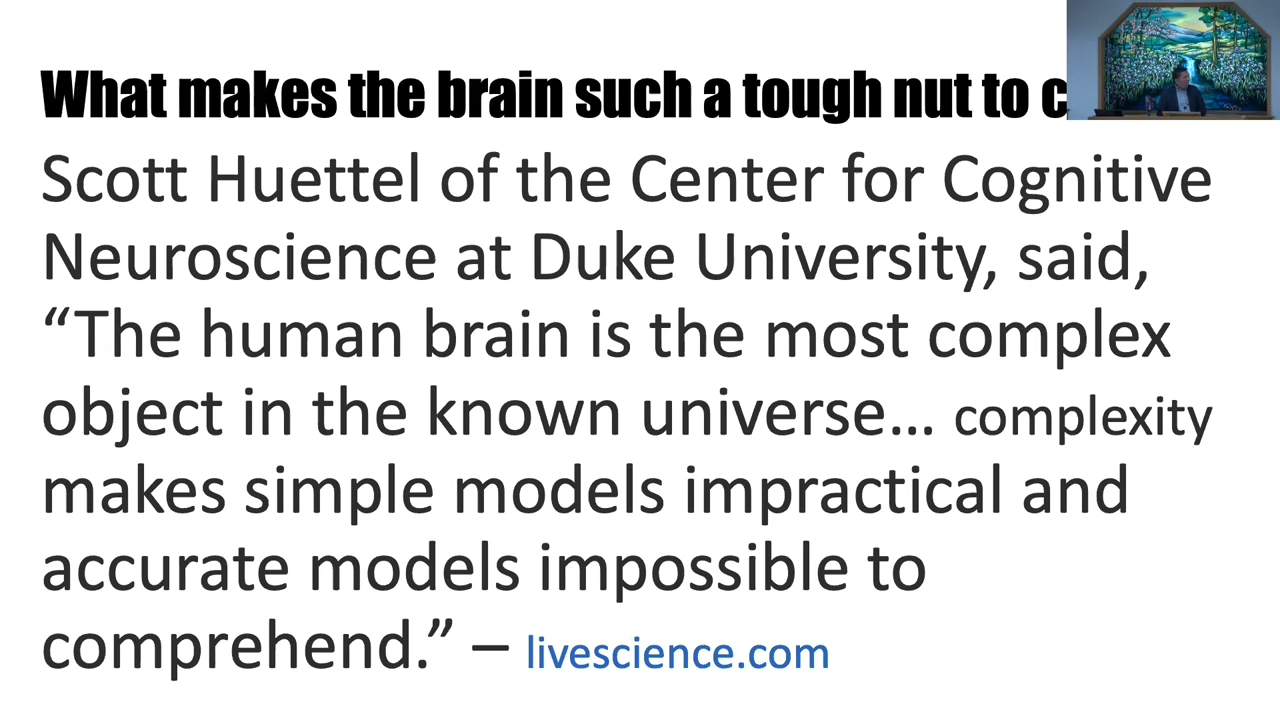 What makes the brain such a tough nut to
Scott Huettel of the Center for Cognitive
Neuroscience at Duke University, said,
“The human brain is the most complex
object in the known universe... complexity
makes simple models impractical and
accurate models impossible to
comprehend.” – livescience.com